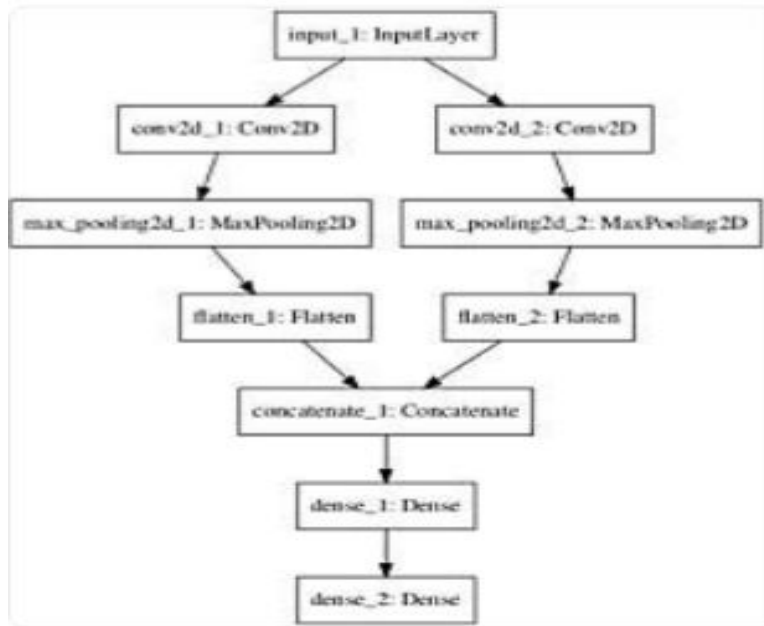 input_1: InputLayer
conv2d_1: Conv2D
conv2d_2: Conv2D
max_pooling2d_1: MaxPooling2D
max_pooling2d_2: MaxPooling2D
flatten_1: Flatten
flatten_2: Flatten
concatenate_1: Concatenate
dense_1: Dense
dense_2: Dense